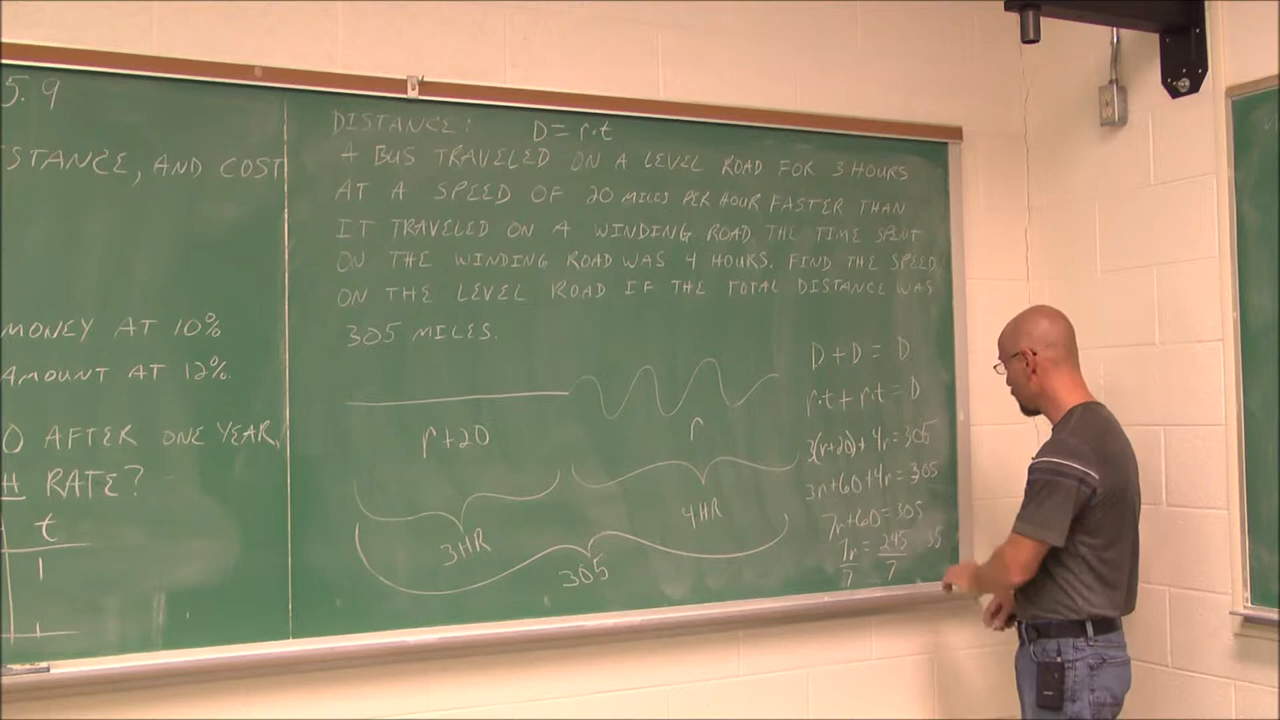 5.9
STANCE, AND COST
MONEY AT 10%
AMOUNT AT 12%.
0 AFTER ONE YEAR,
H RATE?
t
1
1
DISTANCE: D=r·t
A BUS TRAVELED ON A LEVEL ROAD FOR 3 HOURS
AT A SPEED OF 20 MILES PER HOUR FASTER THAN
IT TRAVELED ON A WINDING ROAD. THE TIME SPENT
ON THE WINDING ROAD WAS 4 HOURS. FIND THE SPEED
ON THE LEVEL ROAD IF THE TOTAL DISTANCE WAS
305 MILES.
r+20
r
3HR
4HR
305
D+D=D
r·t+r·t=D
3(r+20)+4r=305
3r+60+4r=305
7r+60=305
7r=245 35
7 7